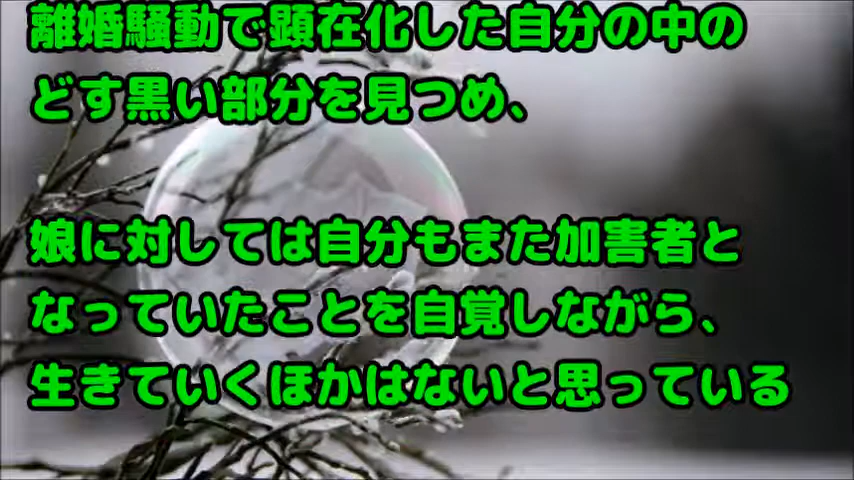 離婚騒動で顕在化した自分の中の
どす黒い部分を見つめ、
娘に対しては自分もまた加害者と
なっていたことを自覚しながら、
生きていくほかはないと思っている